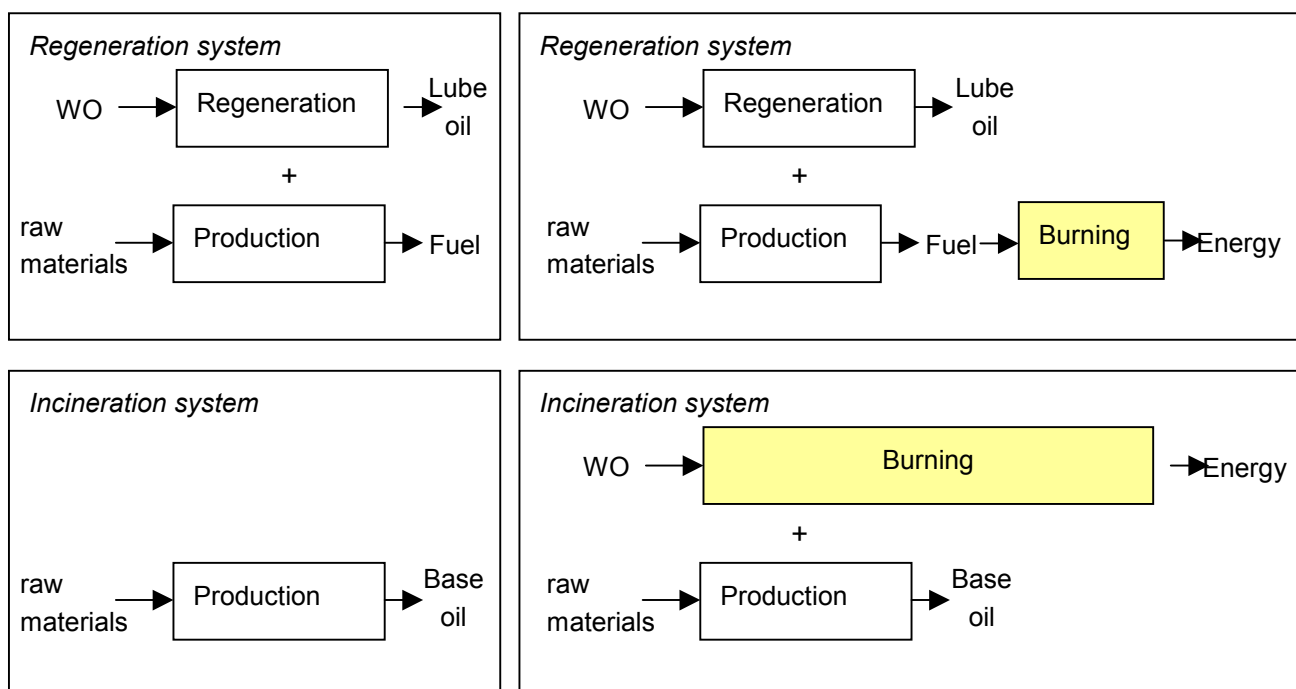 Regeneration system
WO
Regeneration
Lube
oil
+
raw
materials
Production
Fuel
Regeneration system
WO
Regeneration
Lube
oil
+
raw
materials
Production
Fuel
Burning
Energy
Incineration system
raw
materials
Production
Base
oil
Incineration system
WO
Burning
Energy
+
raw
materials
Production
Base
oil